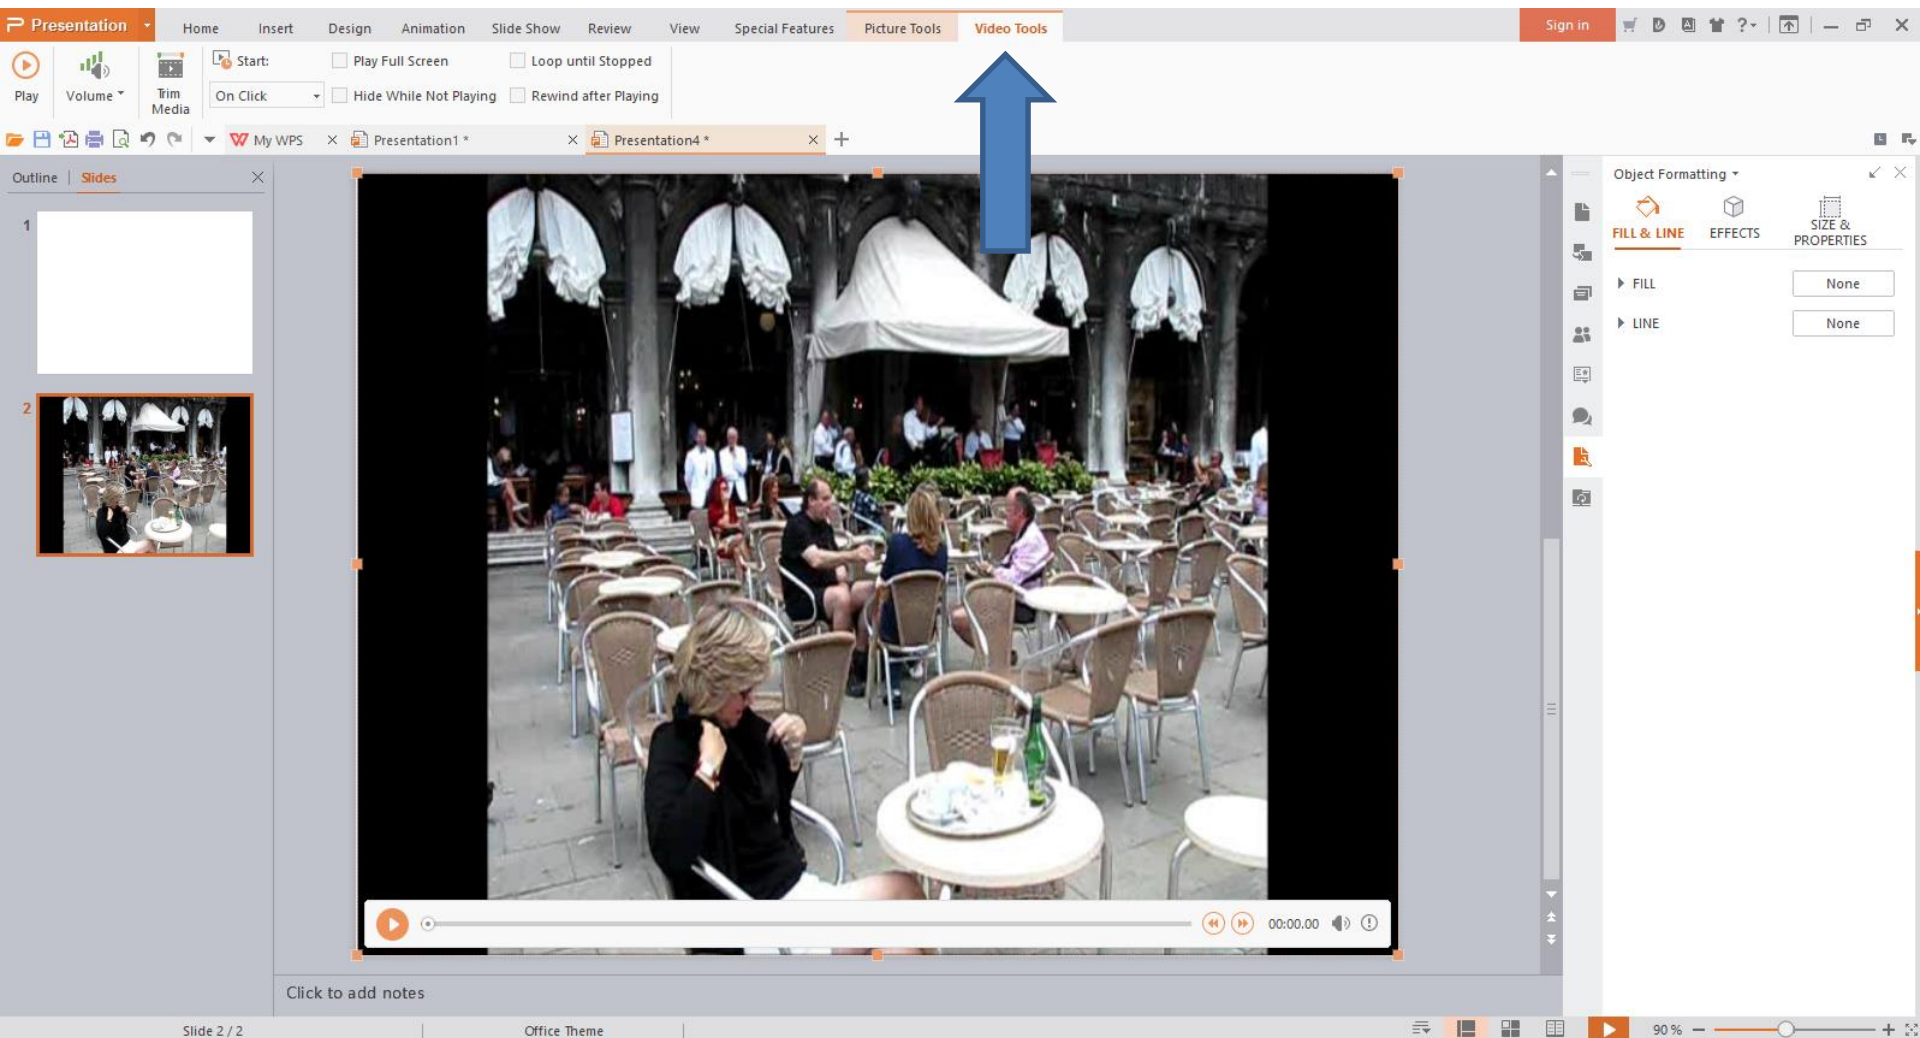 Presentation
Home Insert Design Animation Slide Show Review View Special Features Picture Tools Video Tools
Sign in
Start: Play Full Screen Loop until Stopped
Play Volume Trim Media On Click Hide While Not Playing Rewind after Playing
My WPS Presentation1 * Presentation4 *
Outline | Slides
1
2
Object Formatting
FILL & LINE EFFECTS SIZE & PROPERTIES
FILL None
LINE None
00:00.00
Click to add notes
Slide 2 / 2 Office Theme 90 %